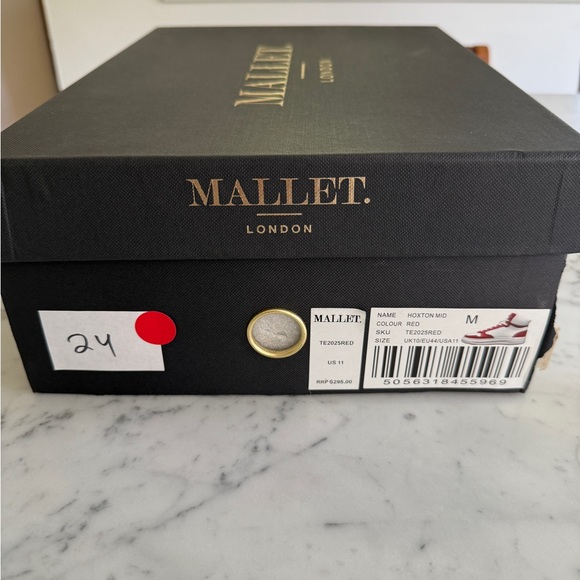 MALLET.
LONDON
MALLET.
LONDON
24
MALLET.
TE2025RED
US 11
RRP $295.00
NAME HOXTON MID
COLOUR RED
SKU TE2025RED
SIZE UK10/EU44/USA11
M
5056318455969